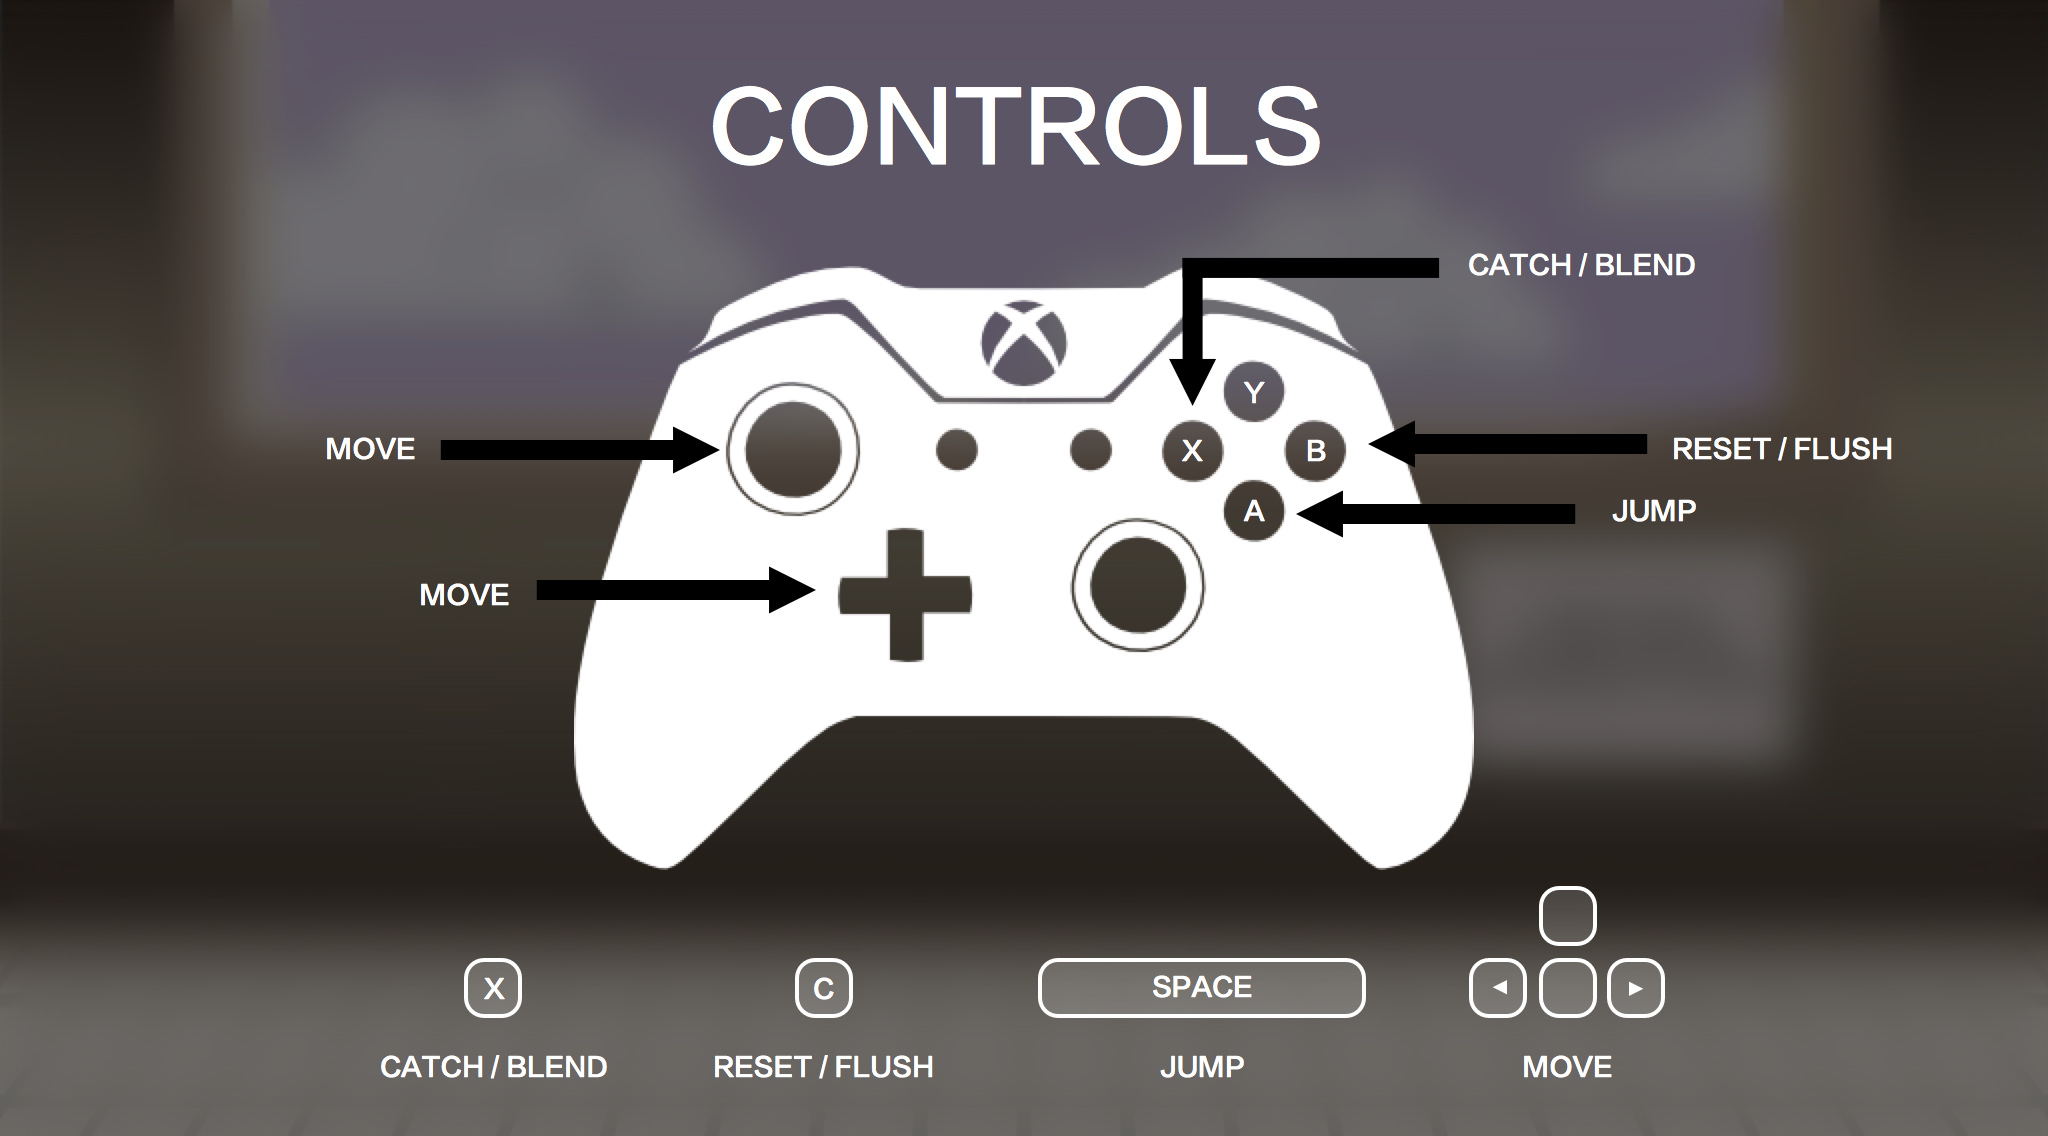 CONTROLS
CATCH / BLEND
Y
MOVE
X
B
RESET / FLUSH
A
JUMP
MOVE
X
C
SPACE
CATCH / BLEND
RESET / FLUSH
JUMP
MOVE